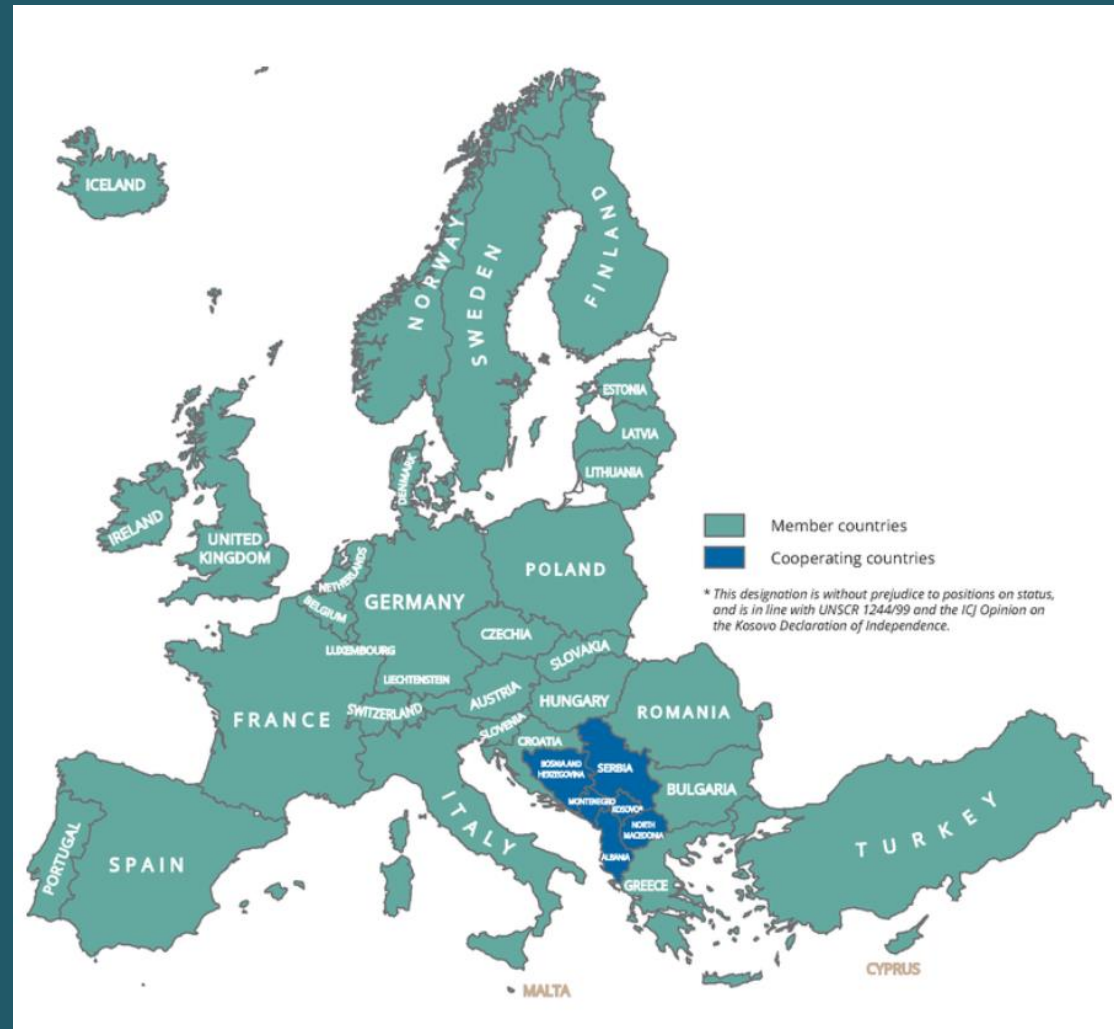 ICELAND
NORWAY
SWEDEN
FINLAND
ESTONIA
LATVIA
LITHUANIA
DENMARK
IRELAND
UNITED
KINGDOM
NETHERLANDS
BELGIUM
GERMANY
POLAND
Member countries
Cooperating countries
* This designation is without prejudice to positions on status,
and is in line with UNSCR 1244/99 and the ICJ Opinion on
the Kosovo Declaration of Independence.
LUXEMBOURG
CZECHIA
SLOVAKIA
LIECHTENSTEIN
AUSTRIA
HUNGARY
FRANCE
SWITZERLAND
SLOVENIA
CROATIA
ROMANIA
BOSNIA AND
HERZEGOVINA
SERBIA
BULGARIA
MONTENEGRO
KOSOVO*
NORTH
MACEDONIA
ALBANIA
ITALY
GREECE
TURKEY
PORTUGAL
SPAIN
MALTA
CYPRUS